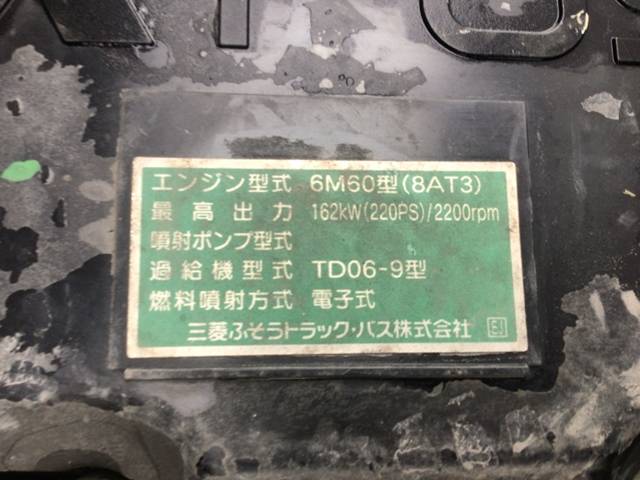 エンジン型式 6M60型(8AT3)
最高出力 162kW(220PS)/2200rpm
噴射ポンプ型式
過給機型式 TD06-9型
燃料噴射方式 電子式
三菱ふそうトラック・バス株式会社